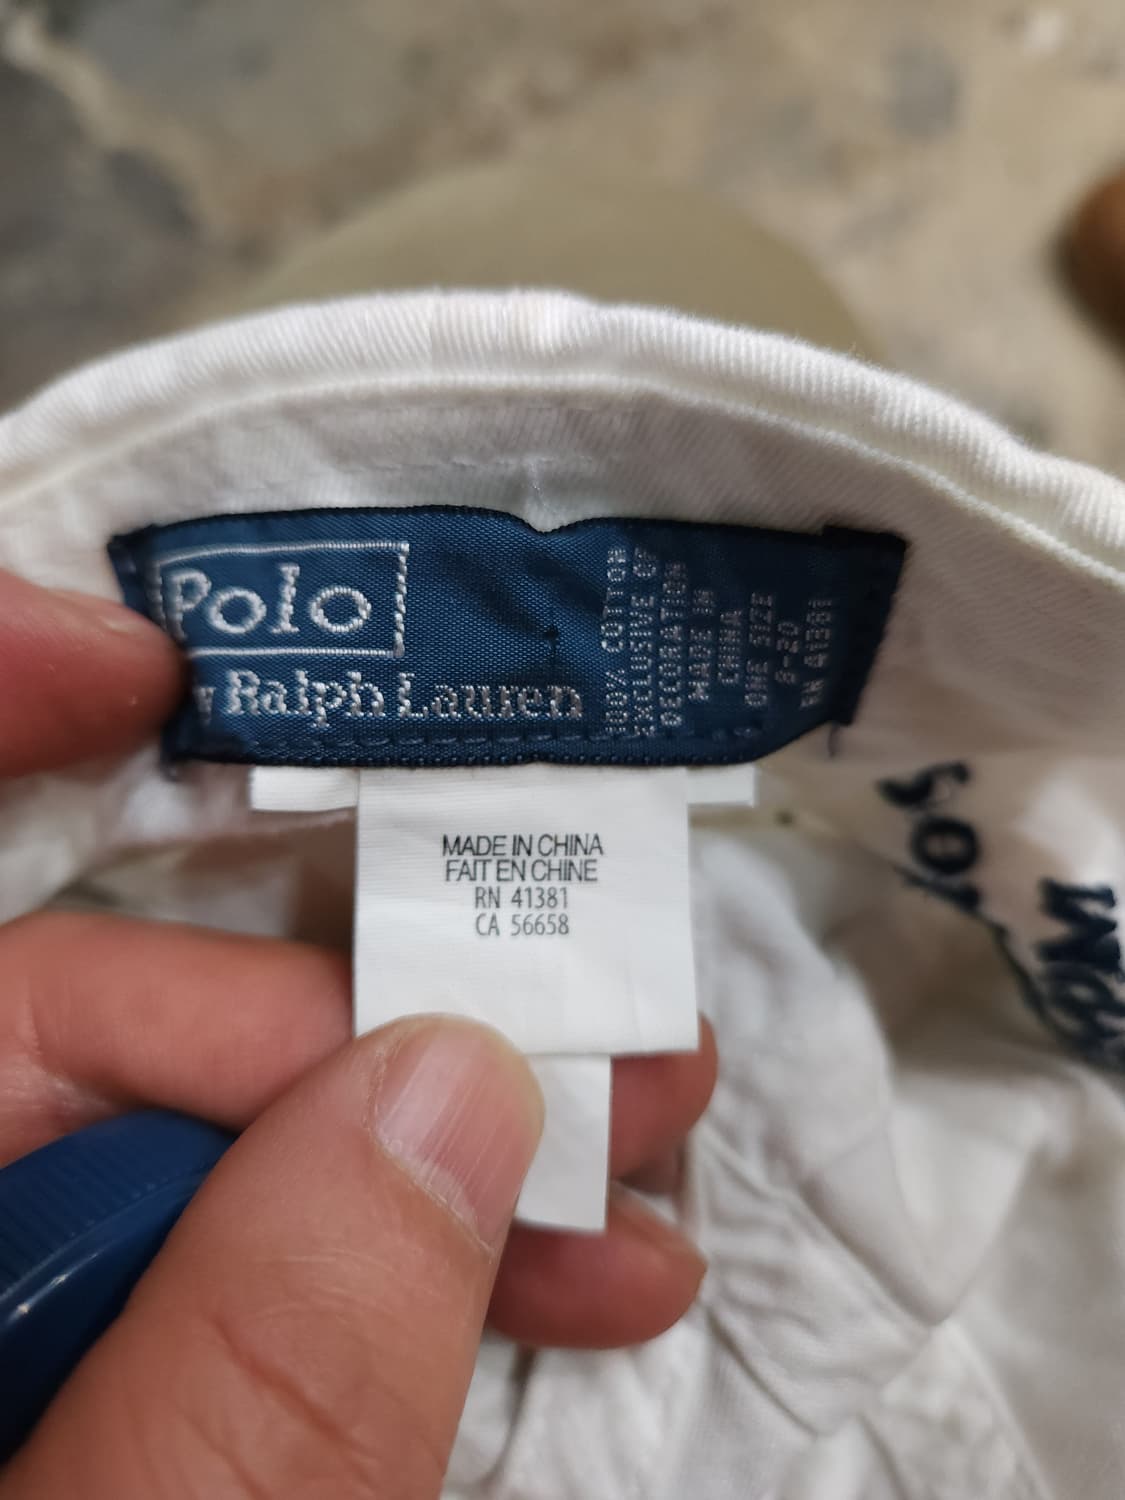 Polo
Ralph Lauren
100% COTTON
EXCLUSIVE OF
DECORATION
MADE IN
CHINA
ONE SIZE
8-20
RN 41381
MADE IN CHINA
FAIT EN CHINE
RN 41381
CA 56658